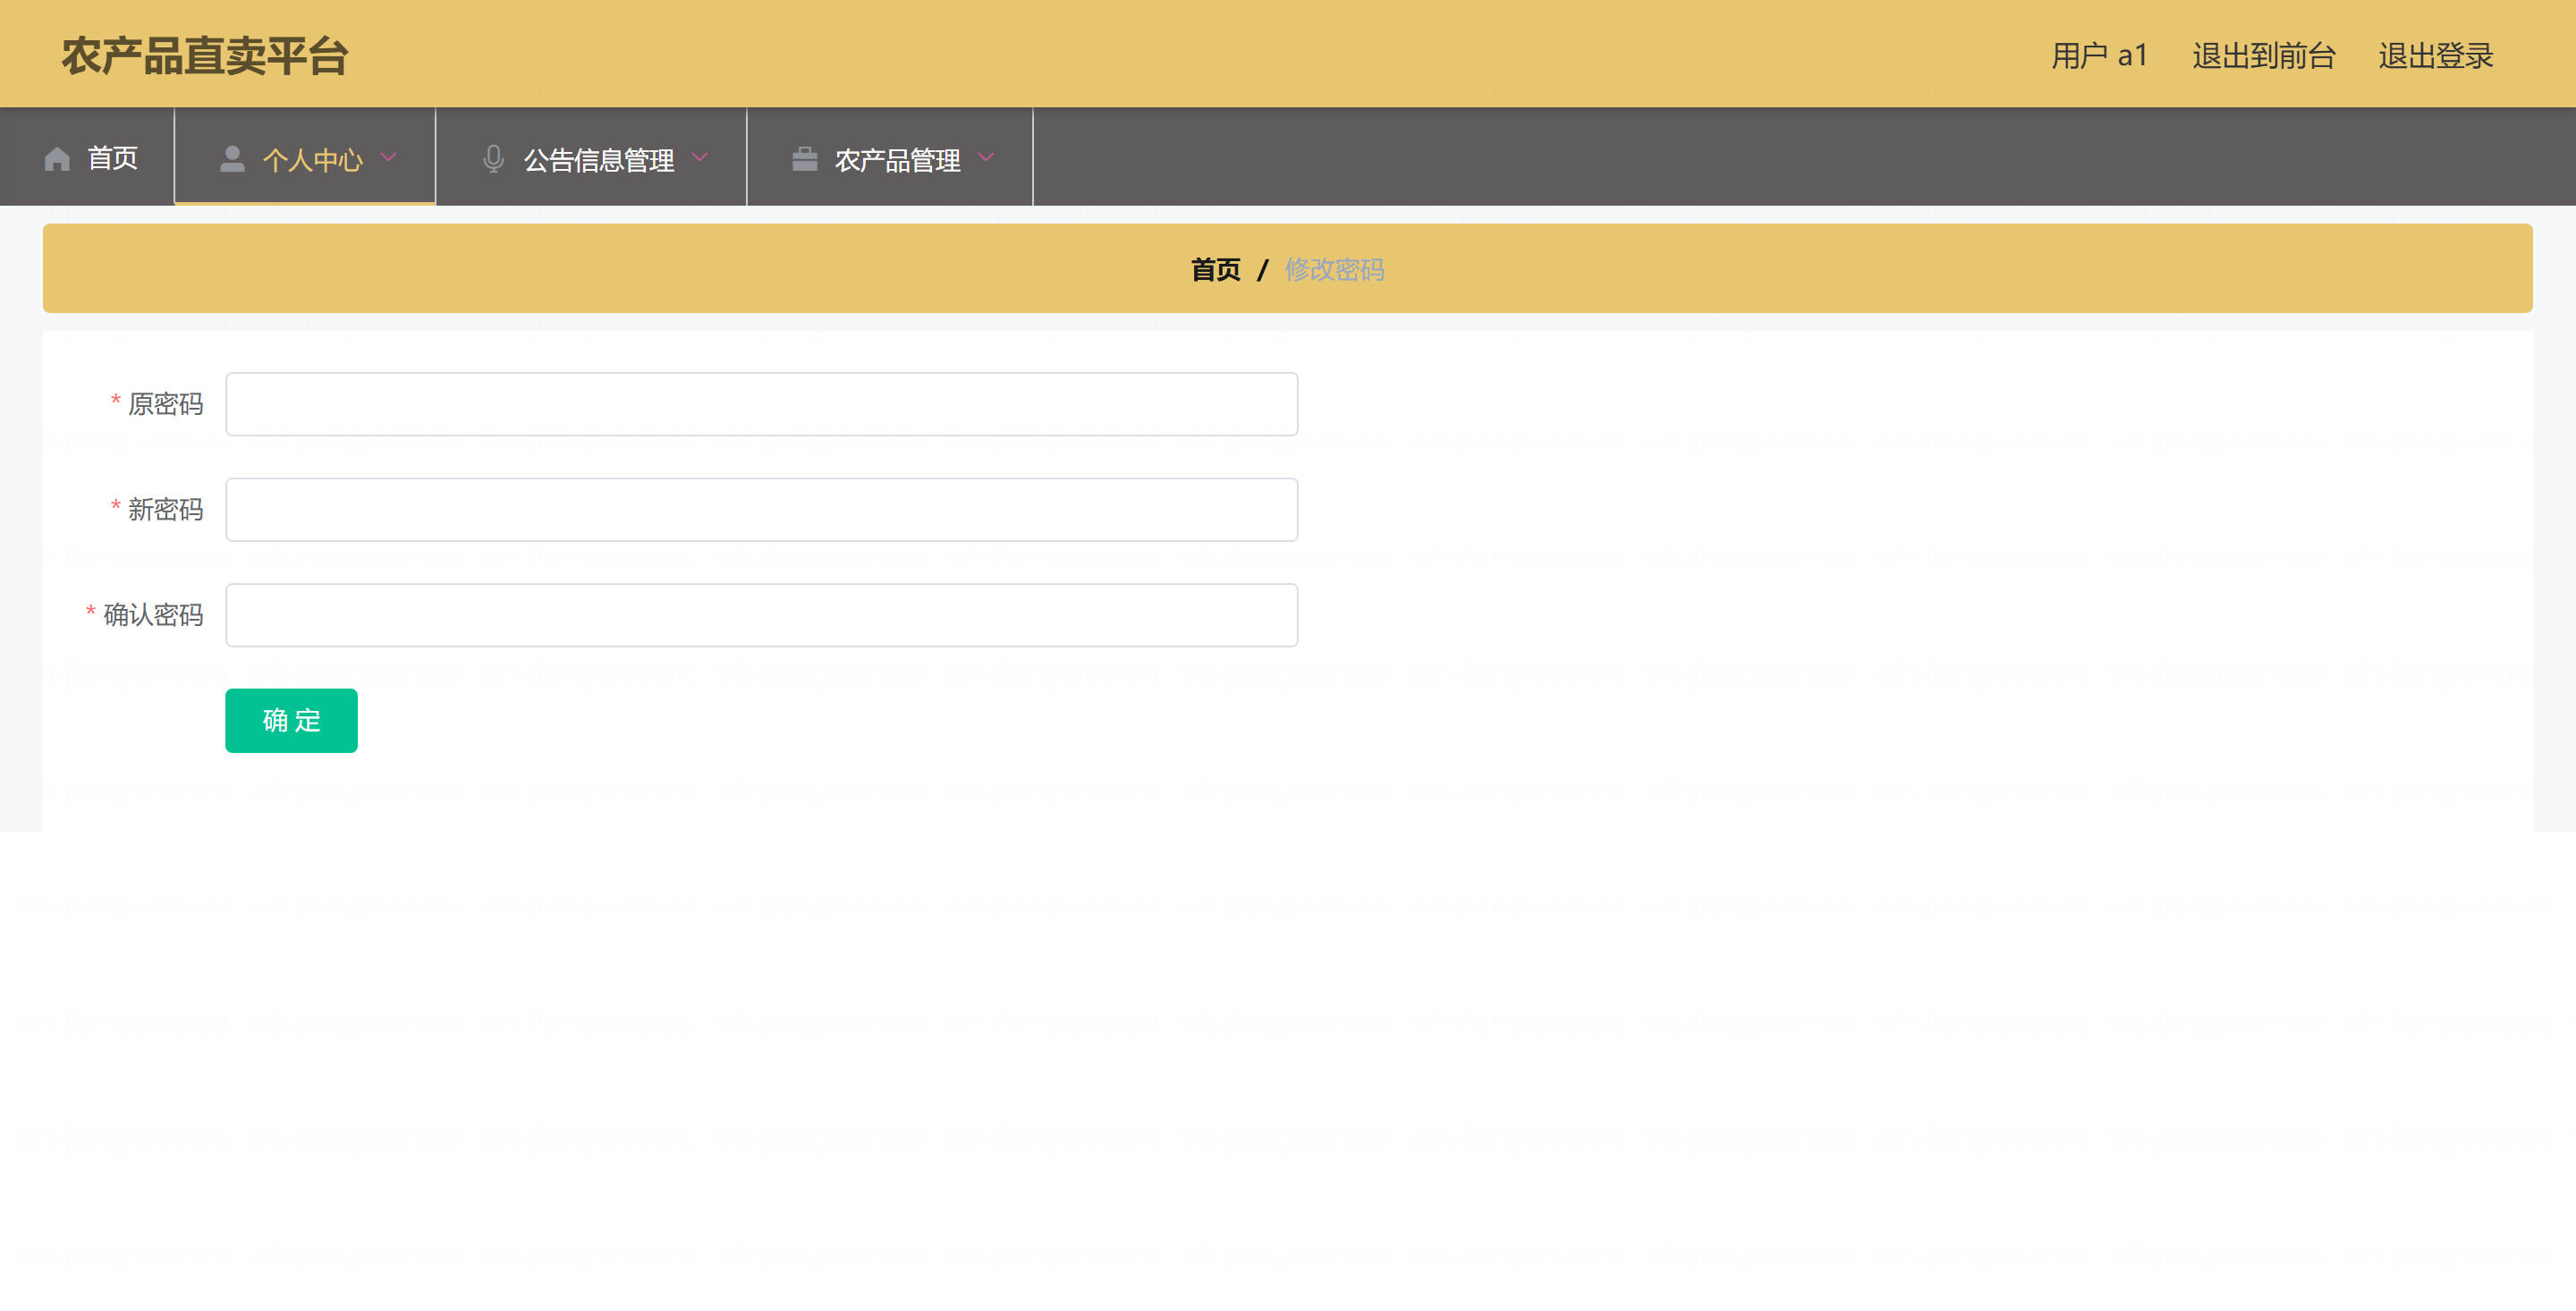 农产品直卖平台
用户 a1 退出到前台 退出登录
首页 个人中心 公告信息管理 农产品管理
首页 / 修改密码
* 原密码
* 新密码
* 确认密码
确 定